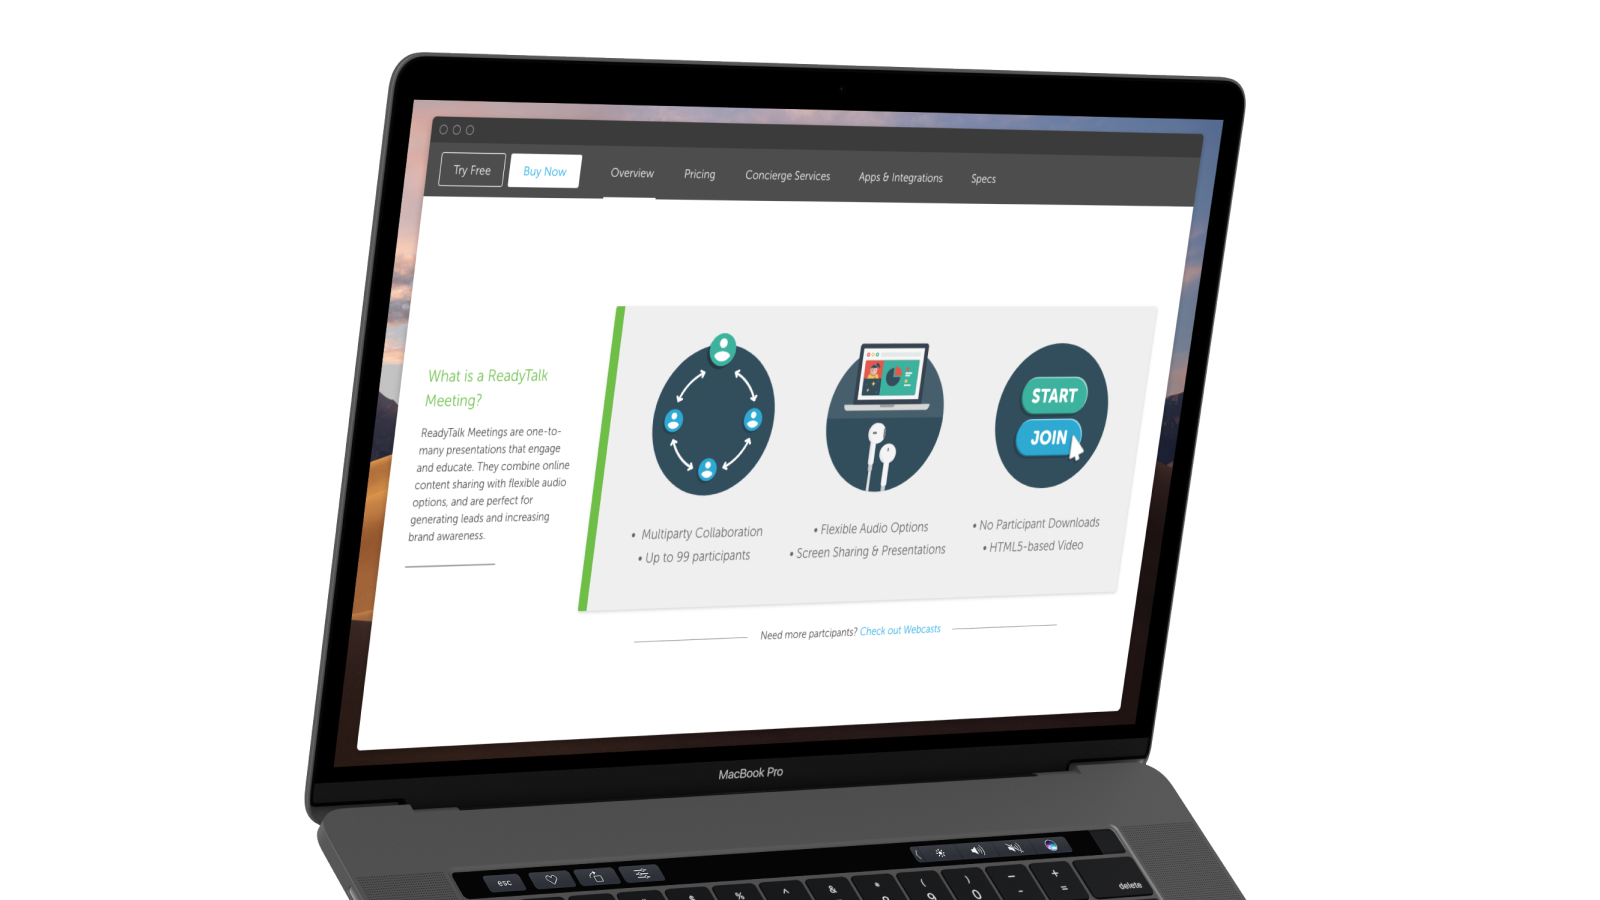 Try Free
Buy Now
Overview
Pricing
Concierge Services
Apps & Integrations
Specs
What is a ReadyTalk
Meeting?
ReadyTalk Meetings are one-to-
many presentations that engage
and educate. They combine online
content sharing with flexible audio
options, and are perfect for
generating leads and increasing
brand awareness.
START
JOIN
• Multiparty Collaboration
• Up to 99 participants
• Flexible Audio Options
• Screen Sharing & Presentations
• No Participant Downloads
• HTML5-based Video
Need more partcipants? Check out Webcasts
MacBook Pro
esc
% ^ & * ( ) – +
9 0 - =
delete